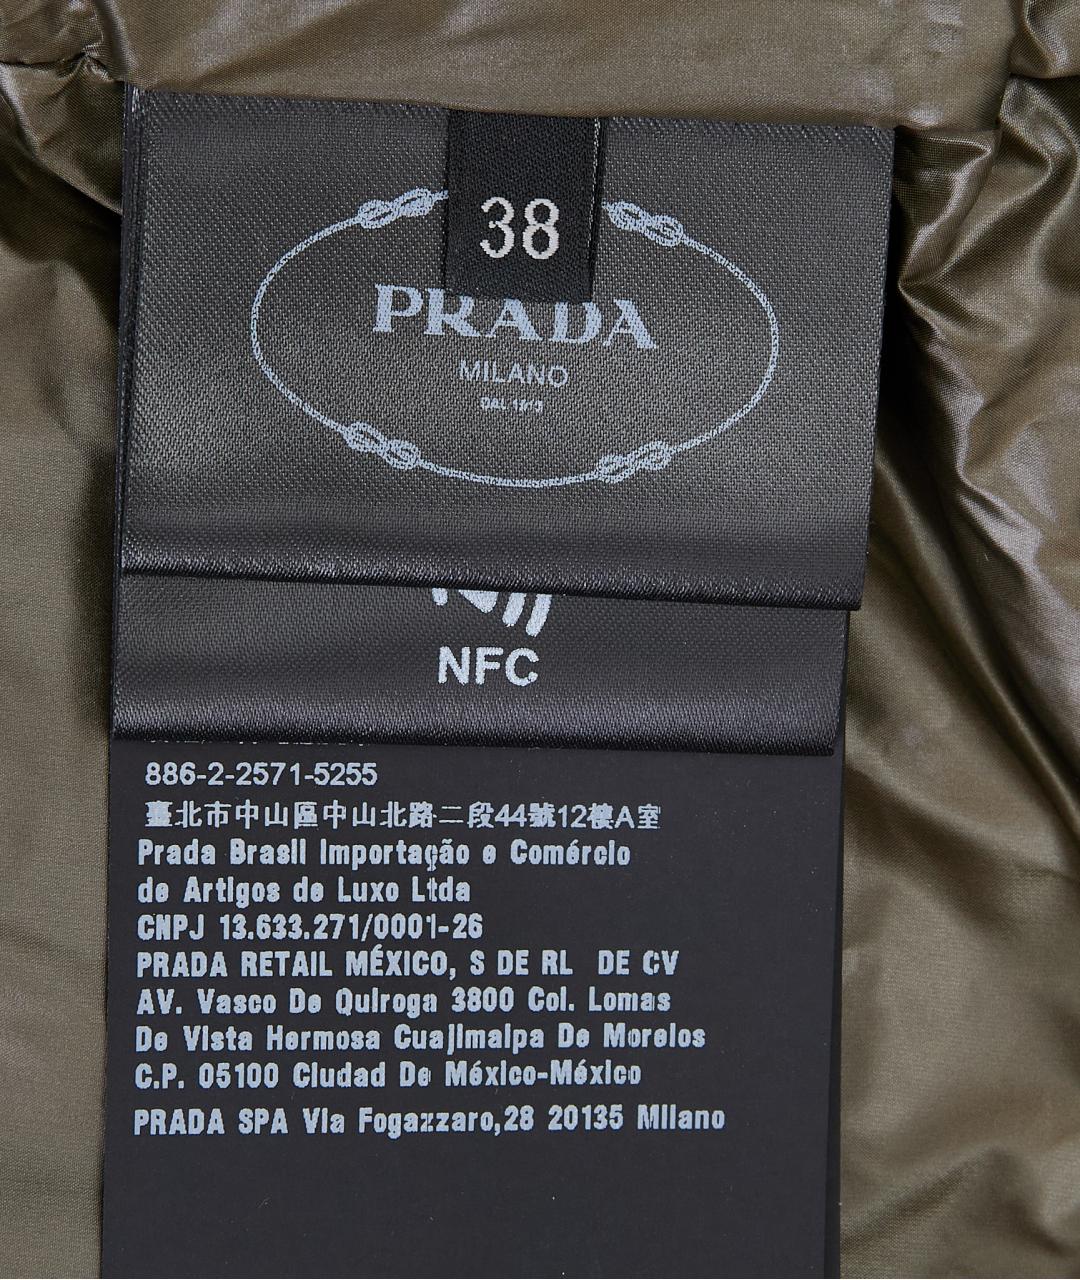 38
PRADA
MILANO
DAL 1913
NFC
886-2-2571-5255
臺北市中山區中山北路二段44號12樓A室
Prada Brasil Importação e Comércio
de Artigos de Luxo Ltda
CNPJ 13.633.271/0001-26
PRADA RETAIL MÉXICO, S DE RL DE CV
AV. Vasco De Quiroga 3800 Col. Lomas
De Vista Hermosa Cuajimalpa De Morelos
C.P. 05100 Ciudad De México-México
PRADA SPA Via Fogazzaro,28 20135 Milano